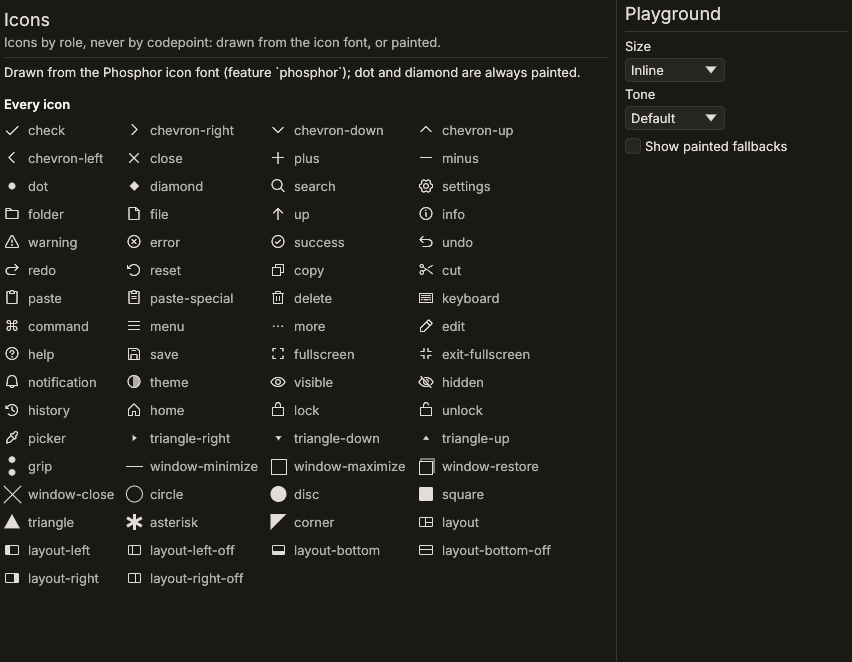 Icons
Icons by role, never by codepoint: drawn from the icon font, or painted.
Drawn from the Phosphor icon font (feature `phosphor`); dot and diamond are always painted.
Every icon
check chevron-right chevron-down chevron-up
chevron-left close plus minus
dot diamond search settings
folder file up info
warning error success undo
redo reset copy cut
paste paste-special delete keyboard
command menu more edit
help save fullscreen exit-fullscreen
notification theme visible hidden
history home lock unlock
picker triangle-right triangle-down triangle-up
grip window-minimize window-maximize window-restore
window-close circle disc square
triangle asterisk corner layout
layout-left layout-left-off layout-bottom layout-bottom-off
layout-right layout-right-off
Playground
Size
Inline
Tone
Default
Show painted fallbacks